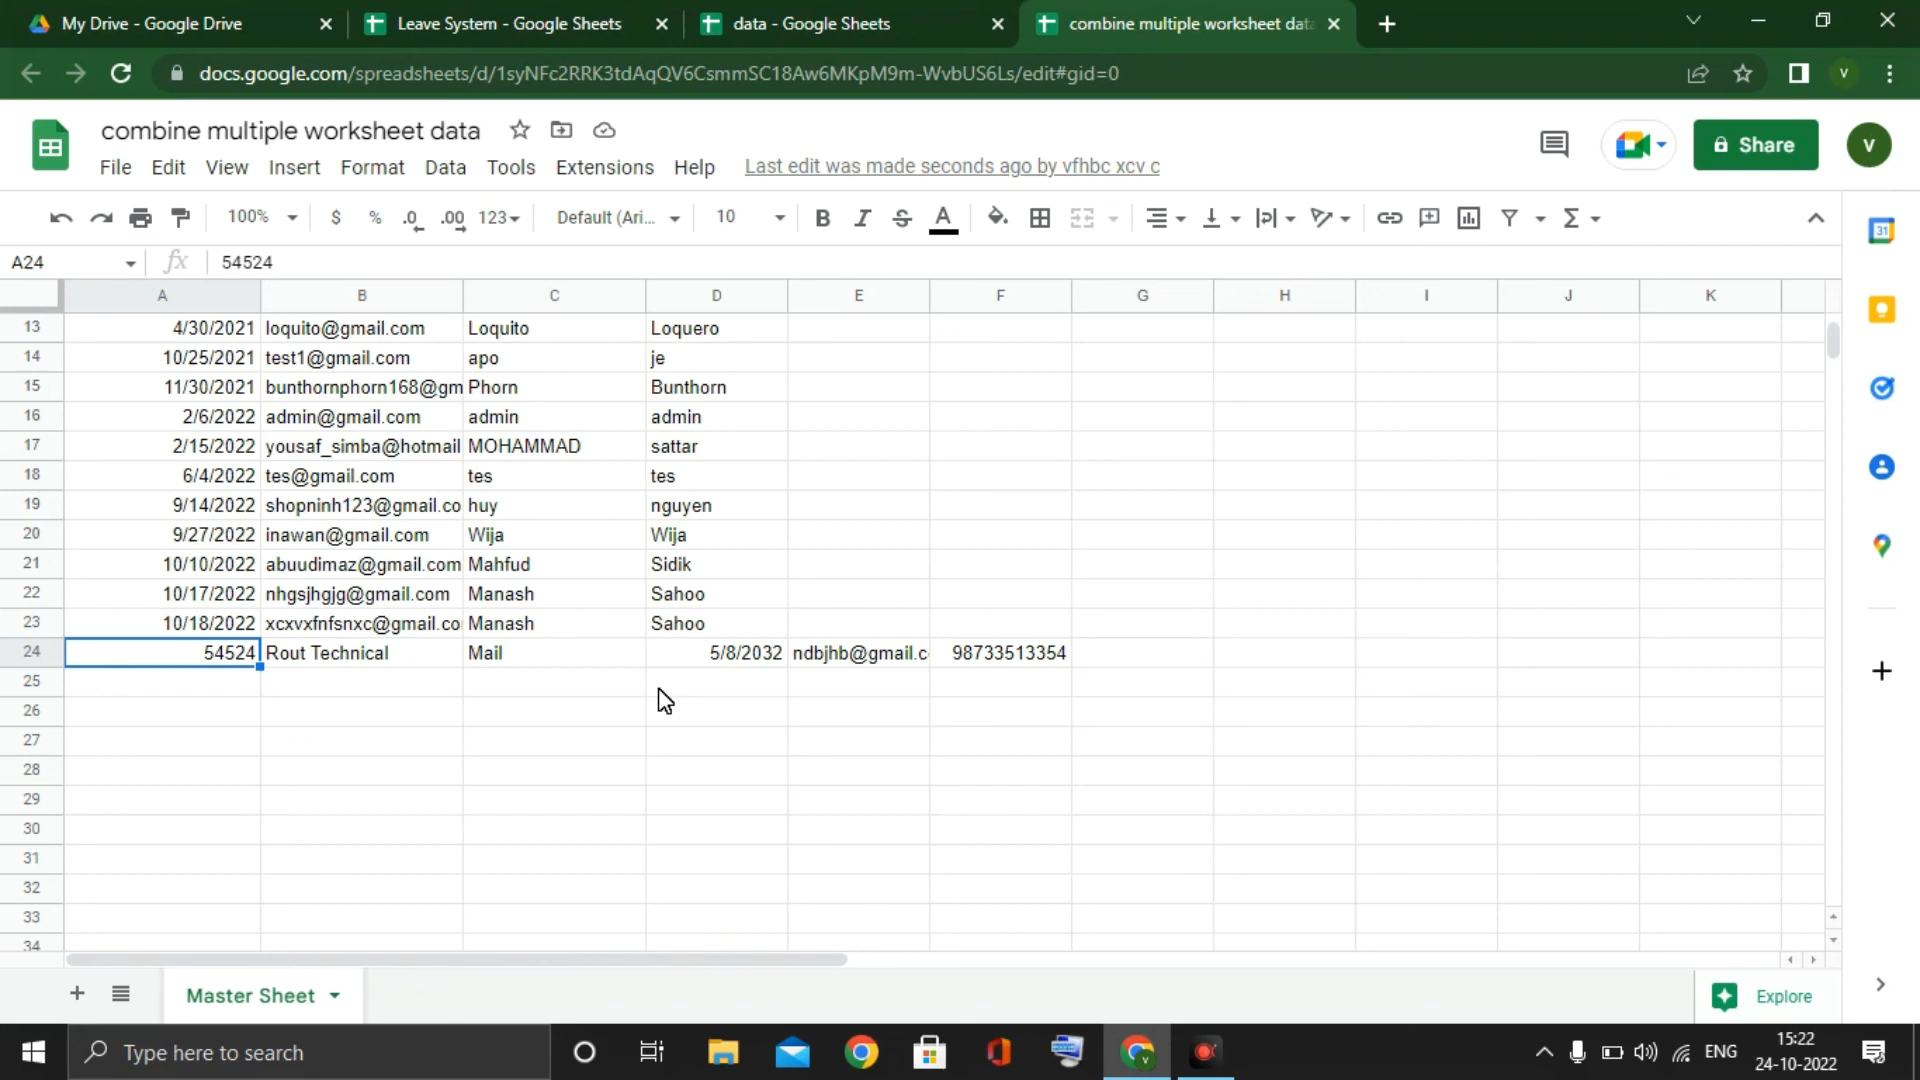 My Drive - Google Drive
Leave System - Google Sheets
data - Google Sheets
combine multiple worksheet data
docs.google.com/spreadsheets/d/1syNFc2RRK3tdAqQV6CsmmSC18Aw6MKpM9m-WvbUS6Ls/edit#gid=0
V
combine multiple worksheet data
File Edit View Insert Format Data Tools Extensions Help Last edit was made seconds ago by vfhbc xcv c
Share
V
100% $ % .0 .00 123 Default (Ari... 10 B I S A
31
A24 fx 54524
A B C D E F G H I J K
13 4/30/2021 loquito@gmail.com Loquito Loquero
14 10/25/2021 test1@gmail.com apo je
15 11/30/2021 bunthornphorn168@gm Phorn Bunthorn
16 2/6/2022 admin@gmail.com admin admin
17 2/15/2022 yousaf_simba@hotmail MOHAMMAD sattar
18 6/4/2022 tes@gmail.com tes tes
19 9/14/2022 shopninh123@gmail.co huy nguyen
20 9/27/2022 inawan@gmail.com Wija Wija
21 10/10/2022 abuudimaz@gmail.com Mahfud Sidik
22 10/17/2022 nhgsjhgjg@gmail.com Manash Sahoo
23 10/18/2022 xcxvxfnfsnxc@gmail.co Manash Sahoo
24 54524 Rout Technical Mail 5/8/2032 ndbjhb@gmail.c 98733513354
25
26
27
28
29
30
31
32
33
34
Master Sheet
Explore
Type here to search
ENG
15:22
24-10-2022